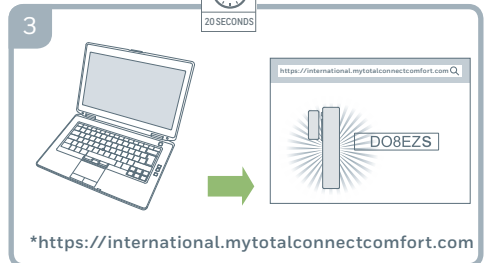 20 SECONDS
3
https://international.mytotalconnectcomfort.com
DO8EZS
*https://international.mytotalconnectcomfort.com